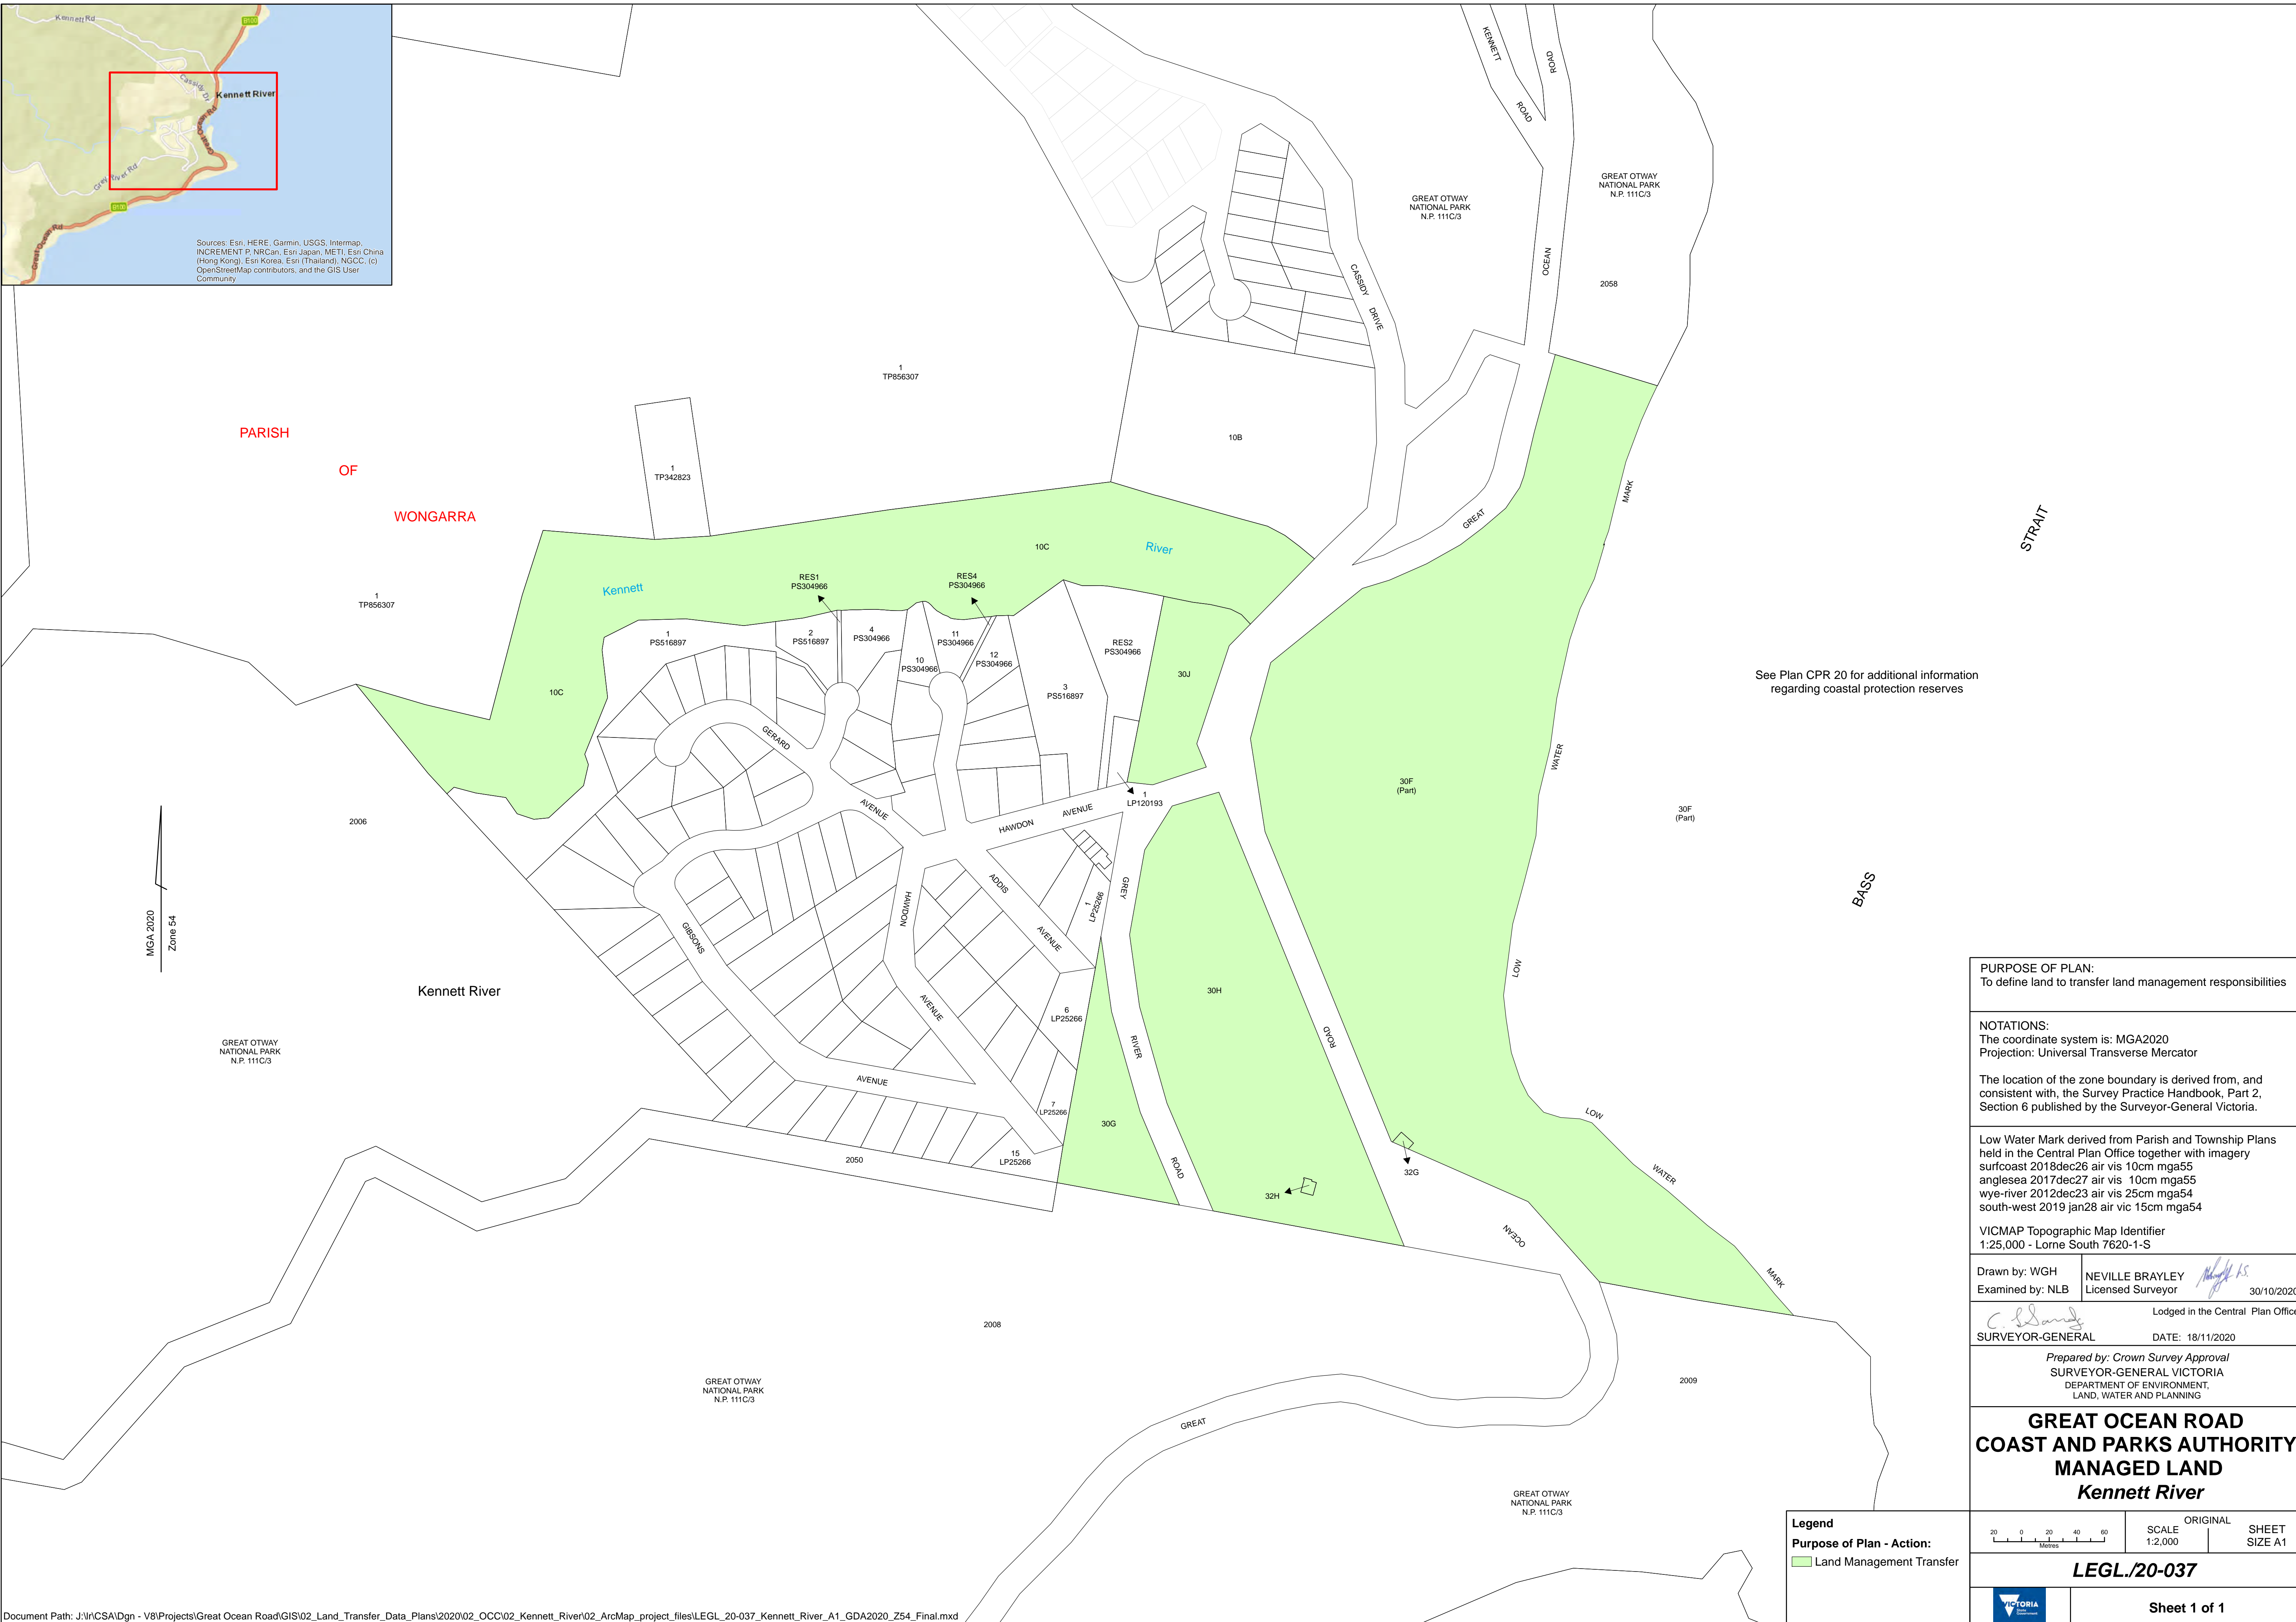 Kennett Rd
B100
Cassidy Dr
Kennett River
Grey River Rd
B100
Great Ocean Rd
Sources: Esri, HERE, Garmin, USGS, Intermap,
INCREMENT P, NRCan, Esri Japan, METI, Esri China
(Hong Kong), Esri Korea, Esri (Thailand), NGCC, (c)
OpenStreetMap contributors, and the GIS User
Community
KENNETT
ROAD
ROAD
GREAT OTWAY
NATIONAL PARK
N.P. 111C/3
GREAT OTWAY
NATIONAL PARK
N.P. 111C/3
OCEAN
CASSIDY
DRIVE
2058
1
TP856307
PARISH
OF
WONGARRA
1
TP342823
10B
MARK
GREAT
STRAIT
10C
River
Kennett
RES1
PS304966
RES4
PS304966
1
TP856307
1
PS516897
2
PS516897
4
PS304966
10
PS304966
11
PS304966
12
PS304966
RES2
PS304966
3
PS516897
30J
10C
See Plan CPR 20 for additional information
regarding coastal protection reserves
GERARD
AVENUE
WATER
30F
(Part)
30F
(Part)
1
LP120193
HAWDON
AVENUE
2006
ADDIS
AVENUE
GREY
1
LP25266
HAWDON
AVENUE
GIBSONS
AVENUE
BASS
LOW
MGA 2020
Zone 54
Kennett River
30H
6
LP25266
RIVER
ROAD
ROAD
GREAT OTWAY
NATIONAL PARK
N.P. 111C/3
7
LP25266
30G
15
LP25266
2050
LOW
WATER
MARK
32G
32H
OCEAN
2008
GREAT OTWAY
NATIONAL PARK
N.P. 111C/3
GREAT
2009
GREAT OTWAY
NATIONAL PARK
N.P. 111C/3
PURPOSE OF PLAN:
To define land to transfer land management responsibilities
NOTATIONS:
The coordinate system is: MGA2020
Projection: Universal Transverse Mercator
The location of the zone boundary is derived from, and
consistent with, the Survey Practice Handbook, Part 2,
Section 6 published by the Surveyor-General Victoria.
Low Water Mark derived from Parish and Township Plans
held in the Central Plan Office together with imagery
surfcoast 2018dec26 air vis 10cm mga55
anglesea 2017dec27 air vis 10cm mga55
wye-river 2012dec23 air vis 25cm mga54
south-west 2019 jan28 air vic 15cm mga54
VICMAP Topographic Map Identifier
1:25,000 - Lorne South 7620-1-S
Drawn by: WGH
Examined by: NLB
NEVILLE BRAYLEY
Licensed Surveyor
30/10/2020
Lodged in the Central Plan Office
SURVEYOR-GENERAL
DATE: 18/11/2020
Prepared by: Crown Survey Approval
SURVEYOR-GENERAL VICTORIA
DEPARTMENT OF ENVIRONMENT,
LAND, WATER AND PLANNING
GREAT OCEAN ROAD
COAST AND PARKS AUTHORITY
MANAGED LAND
Kennett River
Legend
Purpose of Plan - Action:
Land Management Transfer
20 0 20 40 60
Metres
ORIGINAL
SCALE
1:2,000
SHEET
SIZE A1
LEGL./20-037
VICTORIA
State
Government
Sheet 1 of 1
Document Path: J:\Ir\CSA\Dgn - V8\Projects\Great Ocean Road\GIS\02_Land_Transfer_Data_Plans\2020\02_OCC\02_Kennett_River\02_ArcMap_project_files\LEGL_20-037_Kennett_River_A1_GDA2020_Z54_Final.mxd